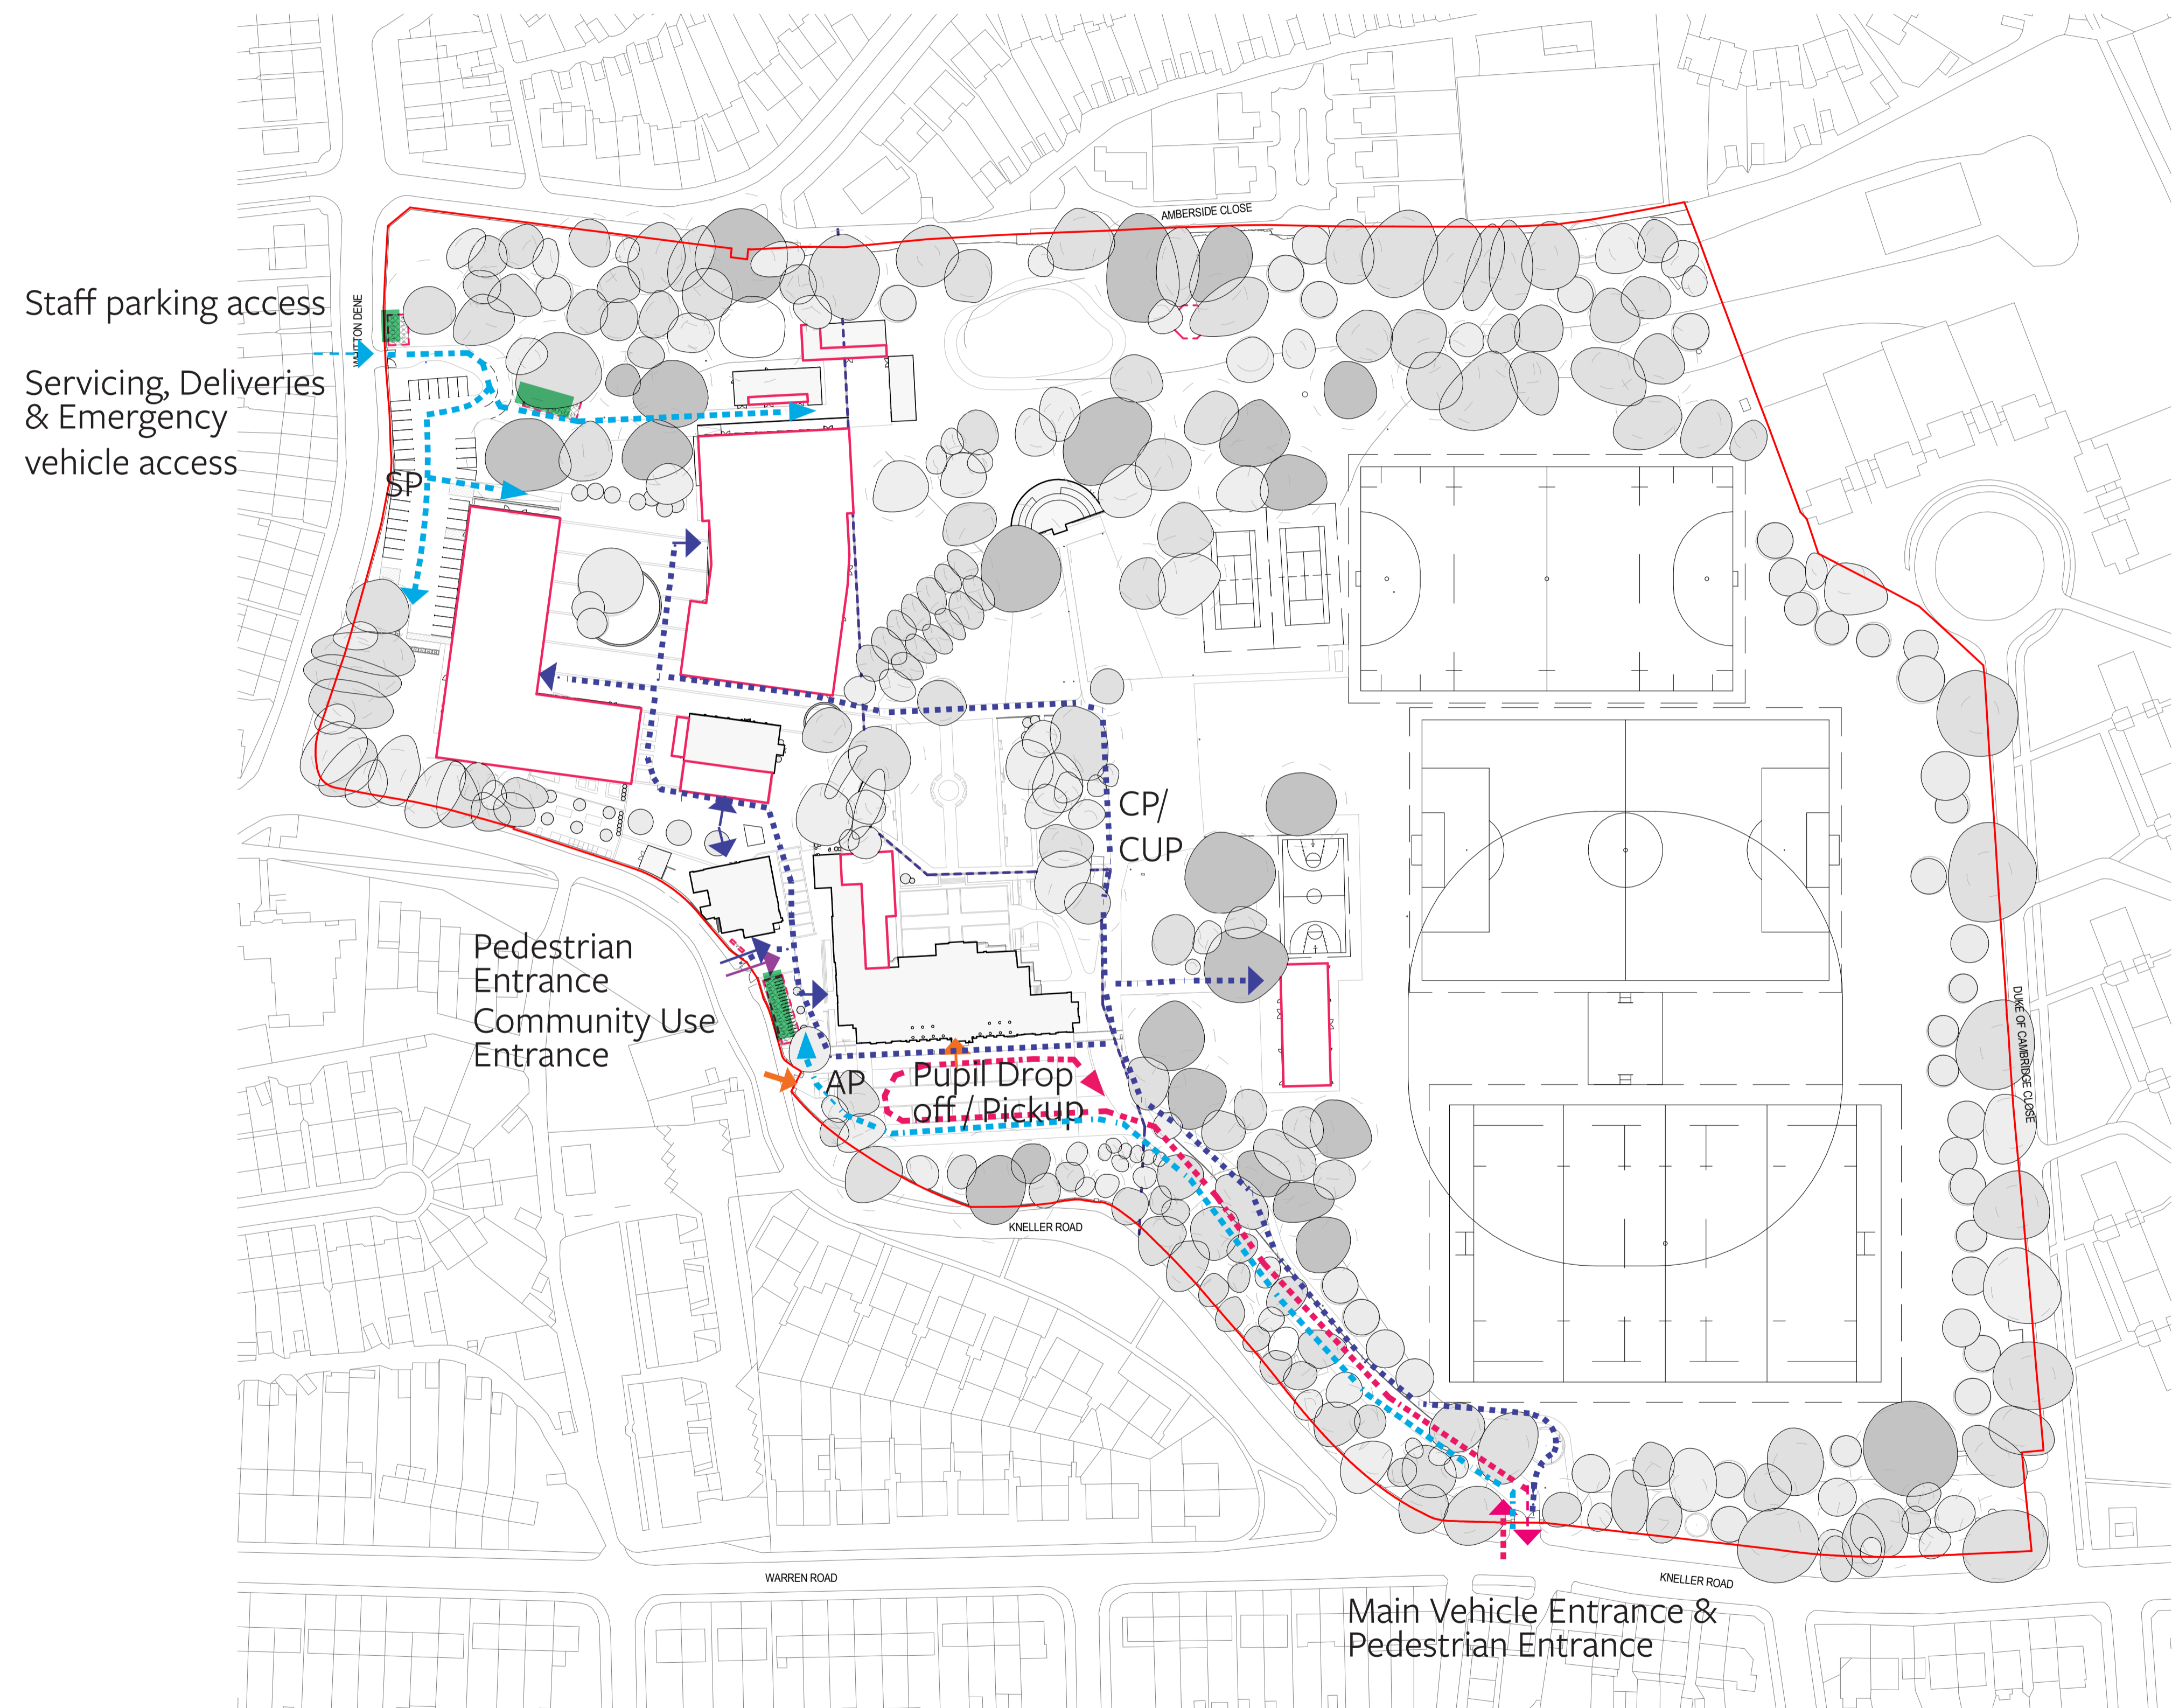 AMBERSIDE CLOSE
Staff parking access
WHITTON DENE
Servicing, Deliveries
& Emergency
vehicle access
SP
CP/
CUP
Pedestrian
Entrance
Community Use
Entrance
DUKE OF CAMBRIDGE CLOSE
AP
Pupil Drop
off / Pickup
KNELLER ROAD
WARREN ROAD
KNELLER ROAD
Main Vehicle Entrance &
Pedestrian Entrance